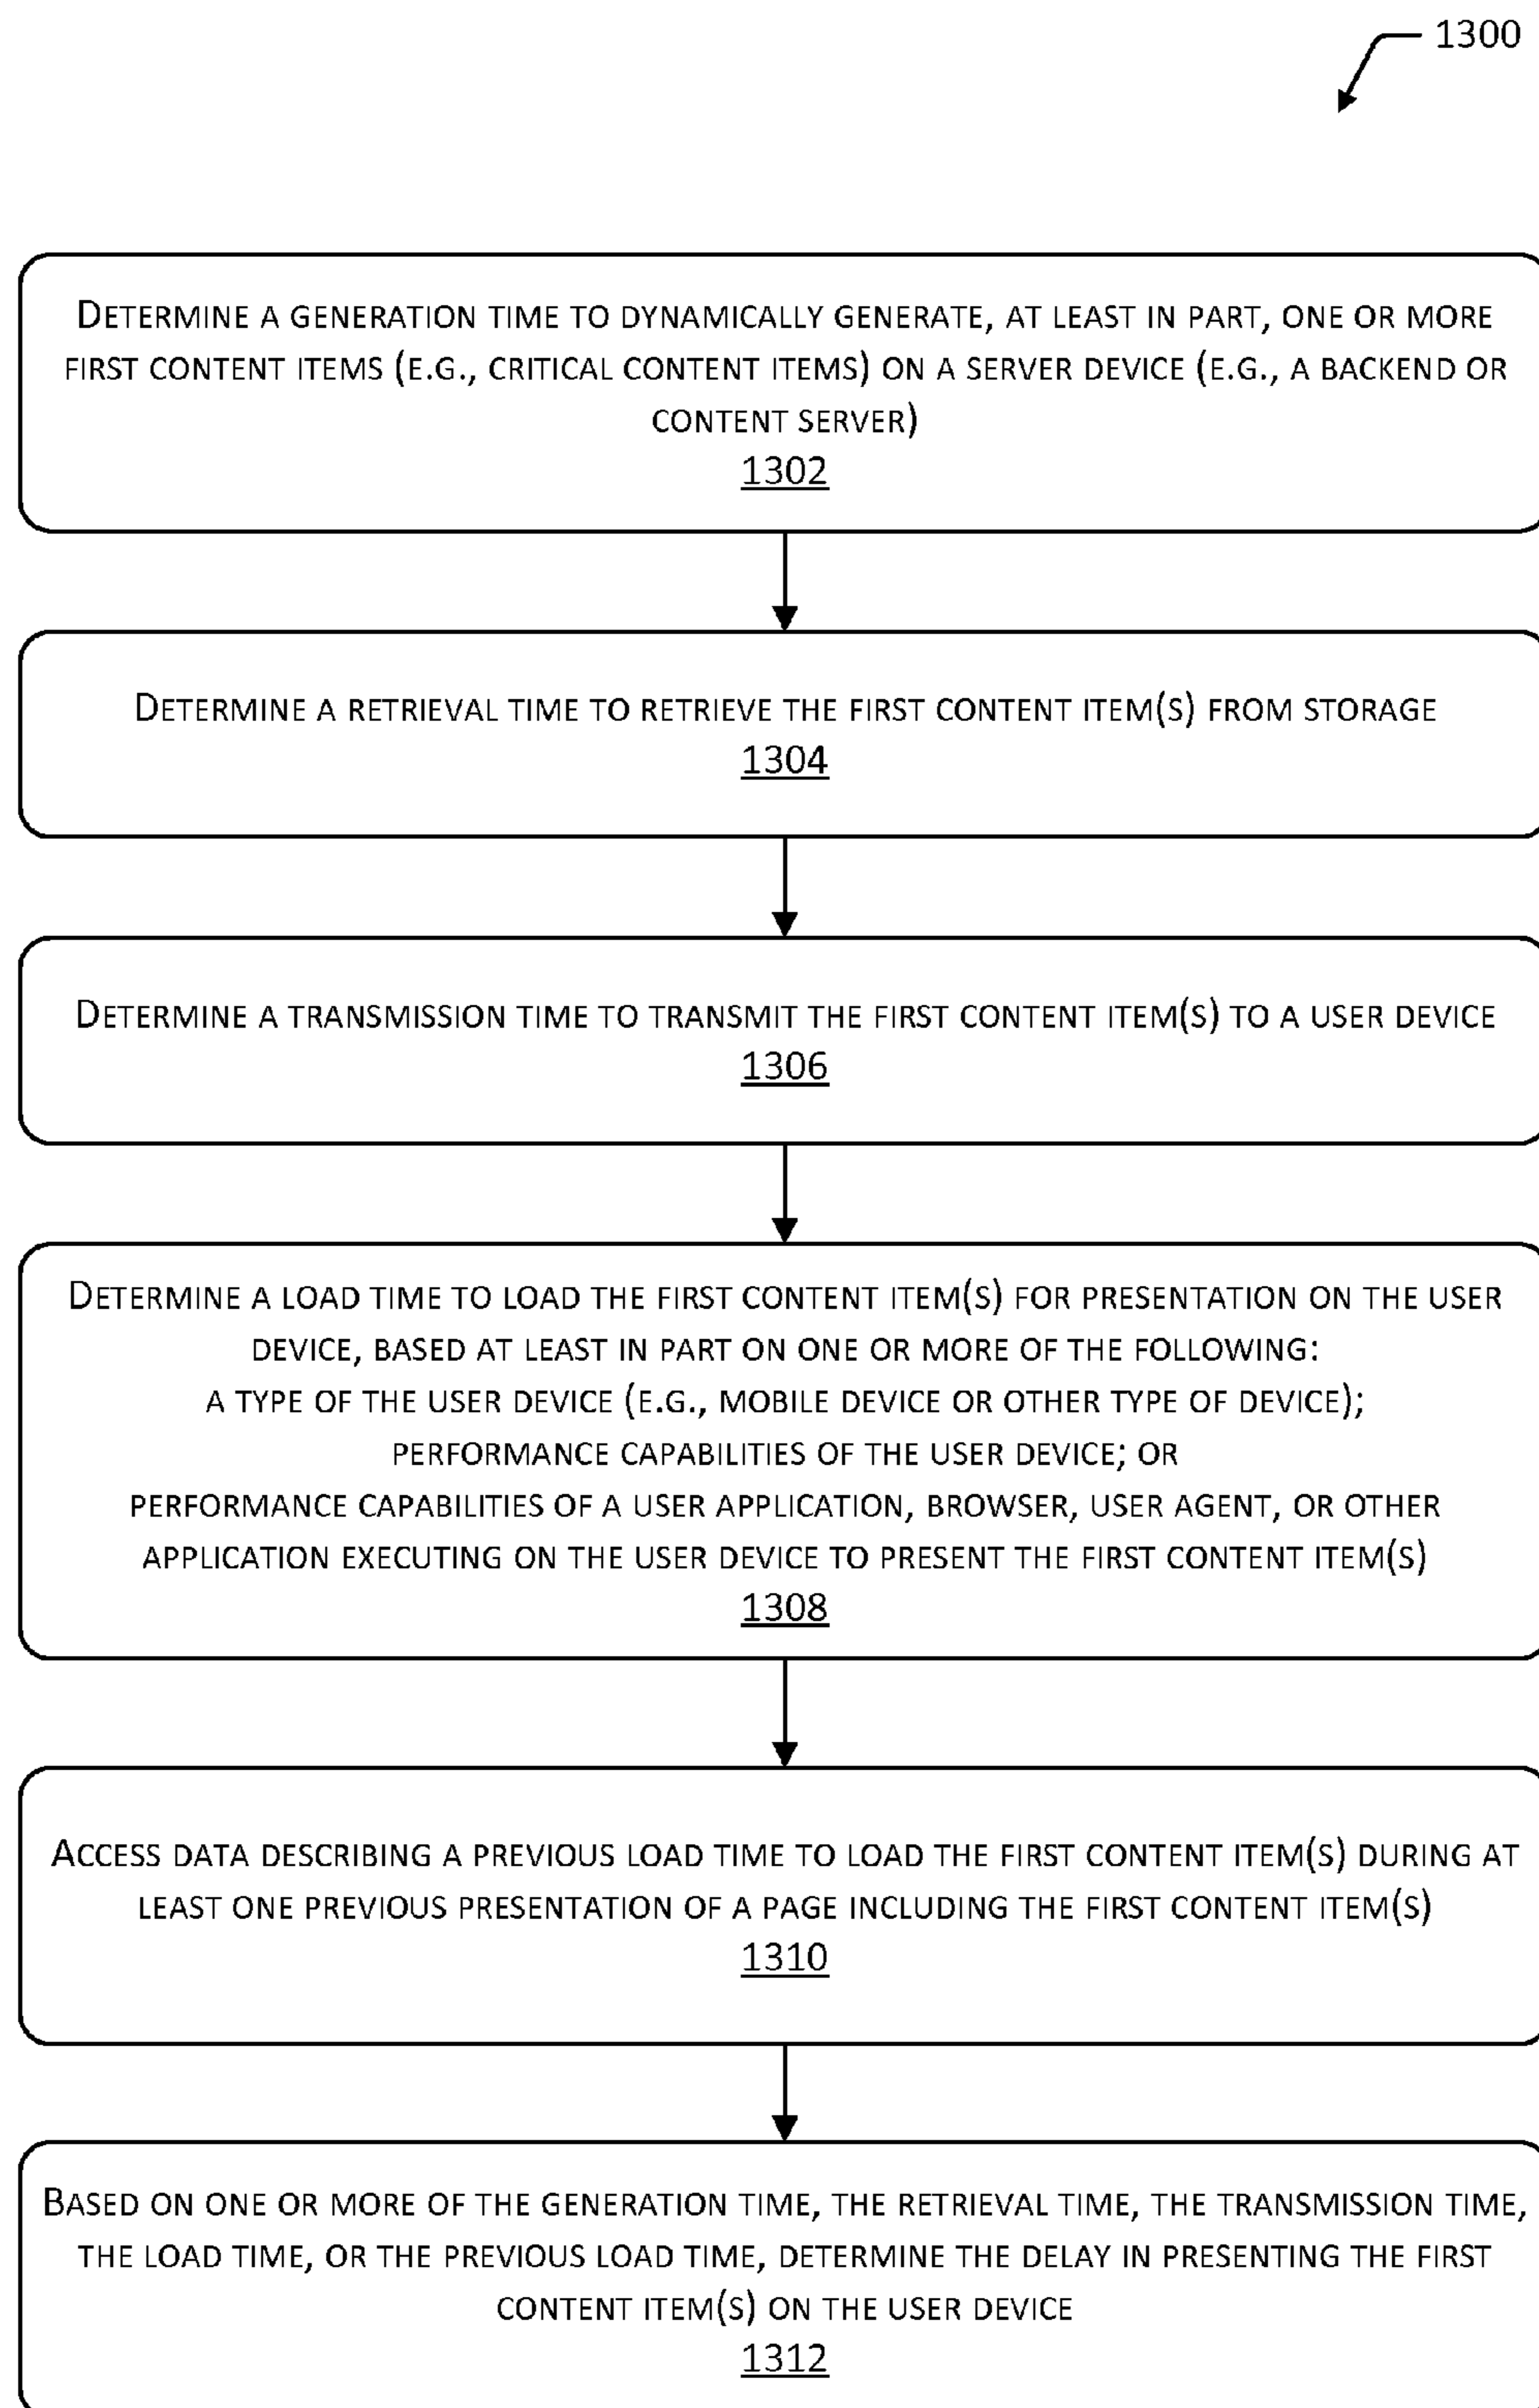 1300
DETERMINE A GENERATION TIME TO DYNAMICALLY GENERATE, AT LEAST IN PART, ONE OR MORE
FIRST CONTENT ITEMS (E.G., CRITICAL CONTENT ITEMS) ON A SERVER DEVICE (E.G., A BACKEND OR
CONTENT SERVER)
1302
DETERMINE A RETRIEVAL TIME TO RETRIEVE THE FIRST CONTENT ITEM(S) FROM STORAGE
1304
DETERMINE A TRANSMISSION TIME TO TRANSMIT THE FIRST CONTENT ITEM(S) TO A USER DEVICE
1306
DETERMINE A LOAD TIME TO LOAD THE FIRST CONTENT ITEM(S) FOR PRESENTATION ON THE USER
DEVICE, BASED AT LEAST IN PART ON ONE OR MORE OF THE FOLLOWING:
A TYPE OF THE USER DEVICE (E.G., MOBILE DEVICE OR OTHER TYPE OF DEVICE);
PERFORMANCE CAPABILITIES OF THE USER DEVICE; OR
PERFORMANCE CAPABILITIES OF A USER APPLICATION, BROWSER, USER AGENT, OR OTHER
APPLICATION EXECUTING ON THE USER DEVICE TO PRESENT THE FIRST CONTENT ITEM(S)
1308
ACCESS DATA DESCRIBING A PREVIOUS LOAD TIME TO LOAD THE FIRST CONTENT ITEM(S) DURING AT
LEAST ONE PREVIOUS PRESENTATION OF A PAGE INCLUDING THE FIRST CONTENT ITEM(S)
1310
BASED ON ONE OR MORE OF THE GENERATION TIME, THE RETRIEVAL TIME, THE TRANSMISSION TIME,
THE LOAD TIME, OR THE PREVIOUS LOAD TIME, DETERMINE THE DELAY IN PRESENTING THE FIRST
CONTENT ITEM(S) ON THE USER DEVICE
1312